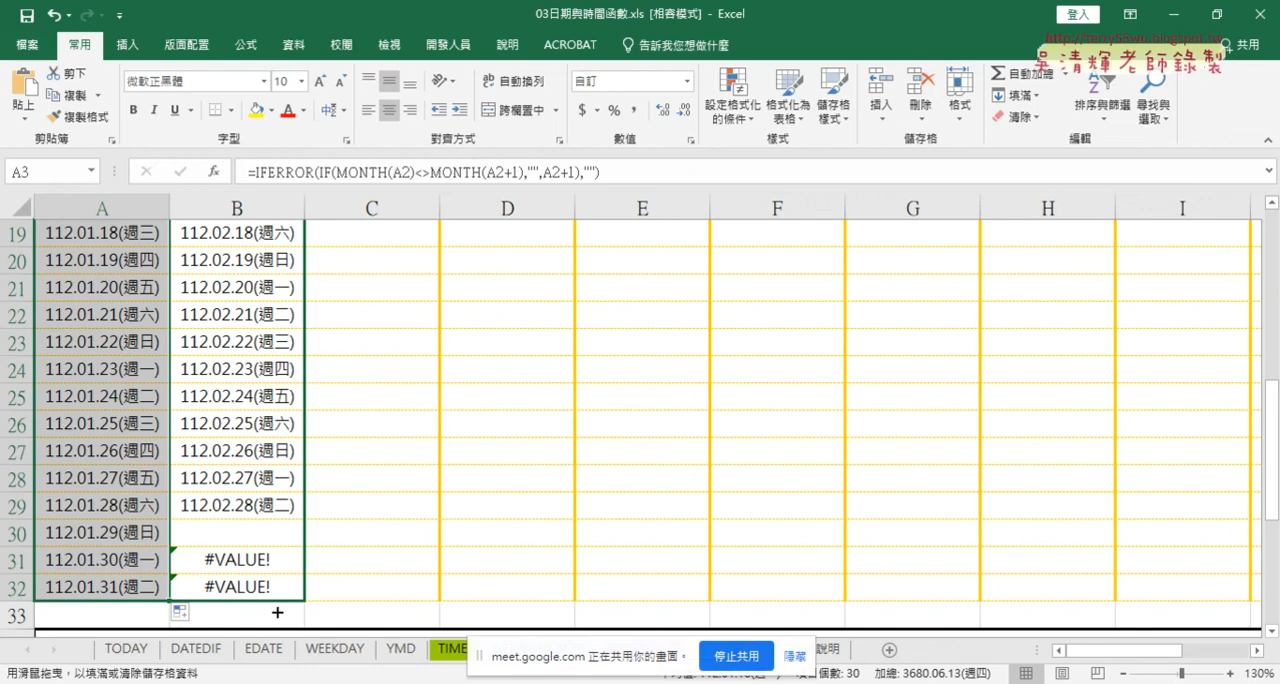 03日期與時間函數.xls [相容模式] - Excel
登入
檔案 常用 插入 版面配置 公式 資料 校閱 檢視 開發人員 說明 ACROBAT 告訴我您想做什麼 共用
http://terry55wu.blogspot.tw
吳清輝老師錄製
貼上 剪下 複製 複製格式 剪貼簿
微軟正黑體 10 A A B I U A 中 字型
自動換列 跨欄置中 對齊方式
自訂 $ % , 數值
設定格式化的條件 格式化為表格 儲存格樣式 樣式
插入 刪除 格式 儲存格
自動加總 填滿 清除 排序與篩選 尋找與選取 編輯
A3 fx =IFERROR(IF(MONTH(A2)<>MONTH(A2+1),"",A2+1),"")
A B C D E F G H I
19 112.01.18(週三) 112.02.18(週六)
20 112.01.19(週四) 112.02.19(週日)
21 112.01.20(週五) 112.02.20(週一)
22 112.01.21(週六) 112.02.21(週二)
23 112.01.22(週日) 112.02.22(週三)
24 112.01.23(週一) 112.02.23(週四)
25 112.01.24(週二) 112.02.24(週五)
26 112.01.25(週三) 112.02.25(週六)
27 112.01.26(週四) 112.02.26(週日)
28 112.01.27(週五) 112.02.27(週一)
29 112.01.28(週六) 112.02.28(週二)
30 112.01.29(週日)
31 112.01.30(週一) #VALUE!
32 112.01.31(週二) #VALUE!
33
TODAY DATEDIF EDATE WEEKDAY YMD TIME 說明
meet.google.com 正在共用你的畫面。 停止共用 隱藏
用滑鼠拖曳，以填滿或清除儲存格資料 項目個數: 30 加總: 3680.06.13(週四) 130%